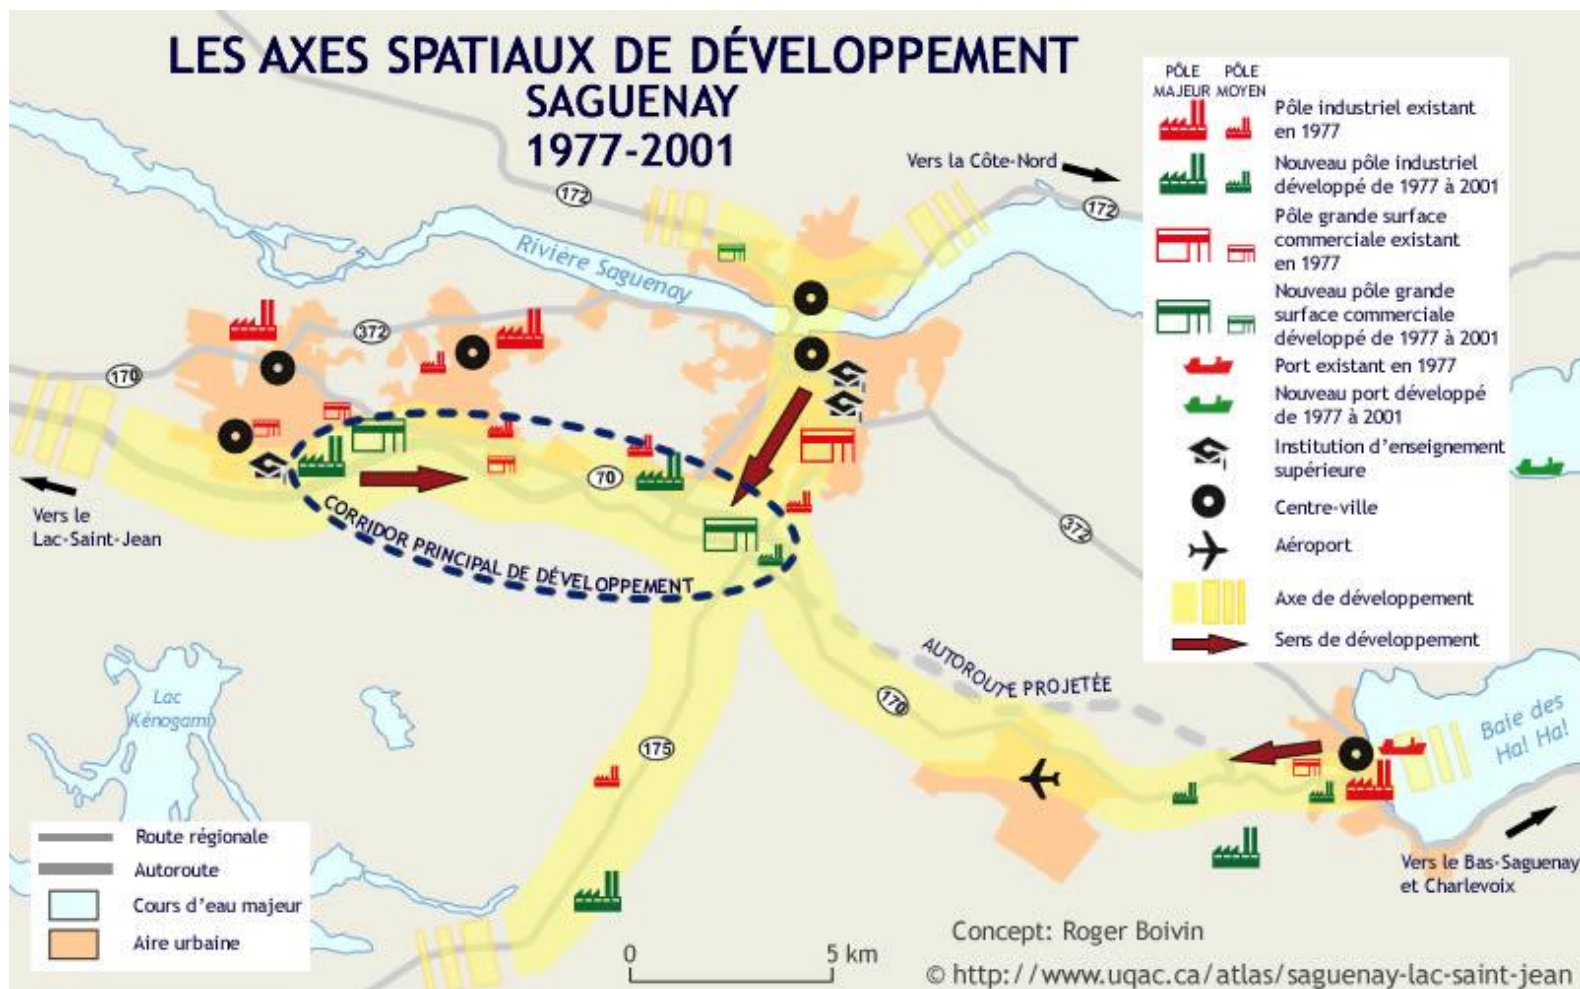 LES AXES SPATIAUX DE DÉVELOPPEMENT
SAGUENAY
1977-2001
PÔLE
MAJEUR
PÔLE
MOYEN
Pôle industriel existant
en 1977
Nouveau pôle industriel
développé de 1977 à 2001
Pôle grande surface
commerciale existant
en 1977
Nouveau pôle grande
surface commerciale
développé de 1977 à 2001
Port existant en 1977
Nouveau port développé
de 1977 à 2001
Institution d'enseignement
supérieure
Centre-ville
Aéroport
Axe de développement
Sens de développement
Vers la Côte-Nord
172
172
Rivière Saguenay
372
170
70
372
Vers le
Lac-Saint-Jean
CORRIDOR PRINCIPAL DE DÉVELOPPEMENT
AUTOROUTE PROJETÉE
170
175
Lac
Kénogami
Baie des
Ha! Ha!
Vers le Bas-Saguenay
et Charlevoix
Route régionale
Autoroute
Cours d'eau majeur
Aire urbaine
0 5 km
Concept: Roger Boivin
© http://www.uqac.ca/atlas/saguenay-lac-saint-jean